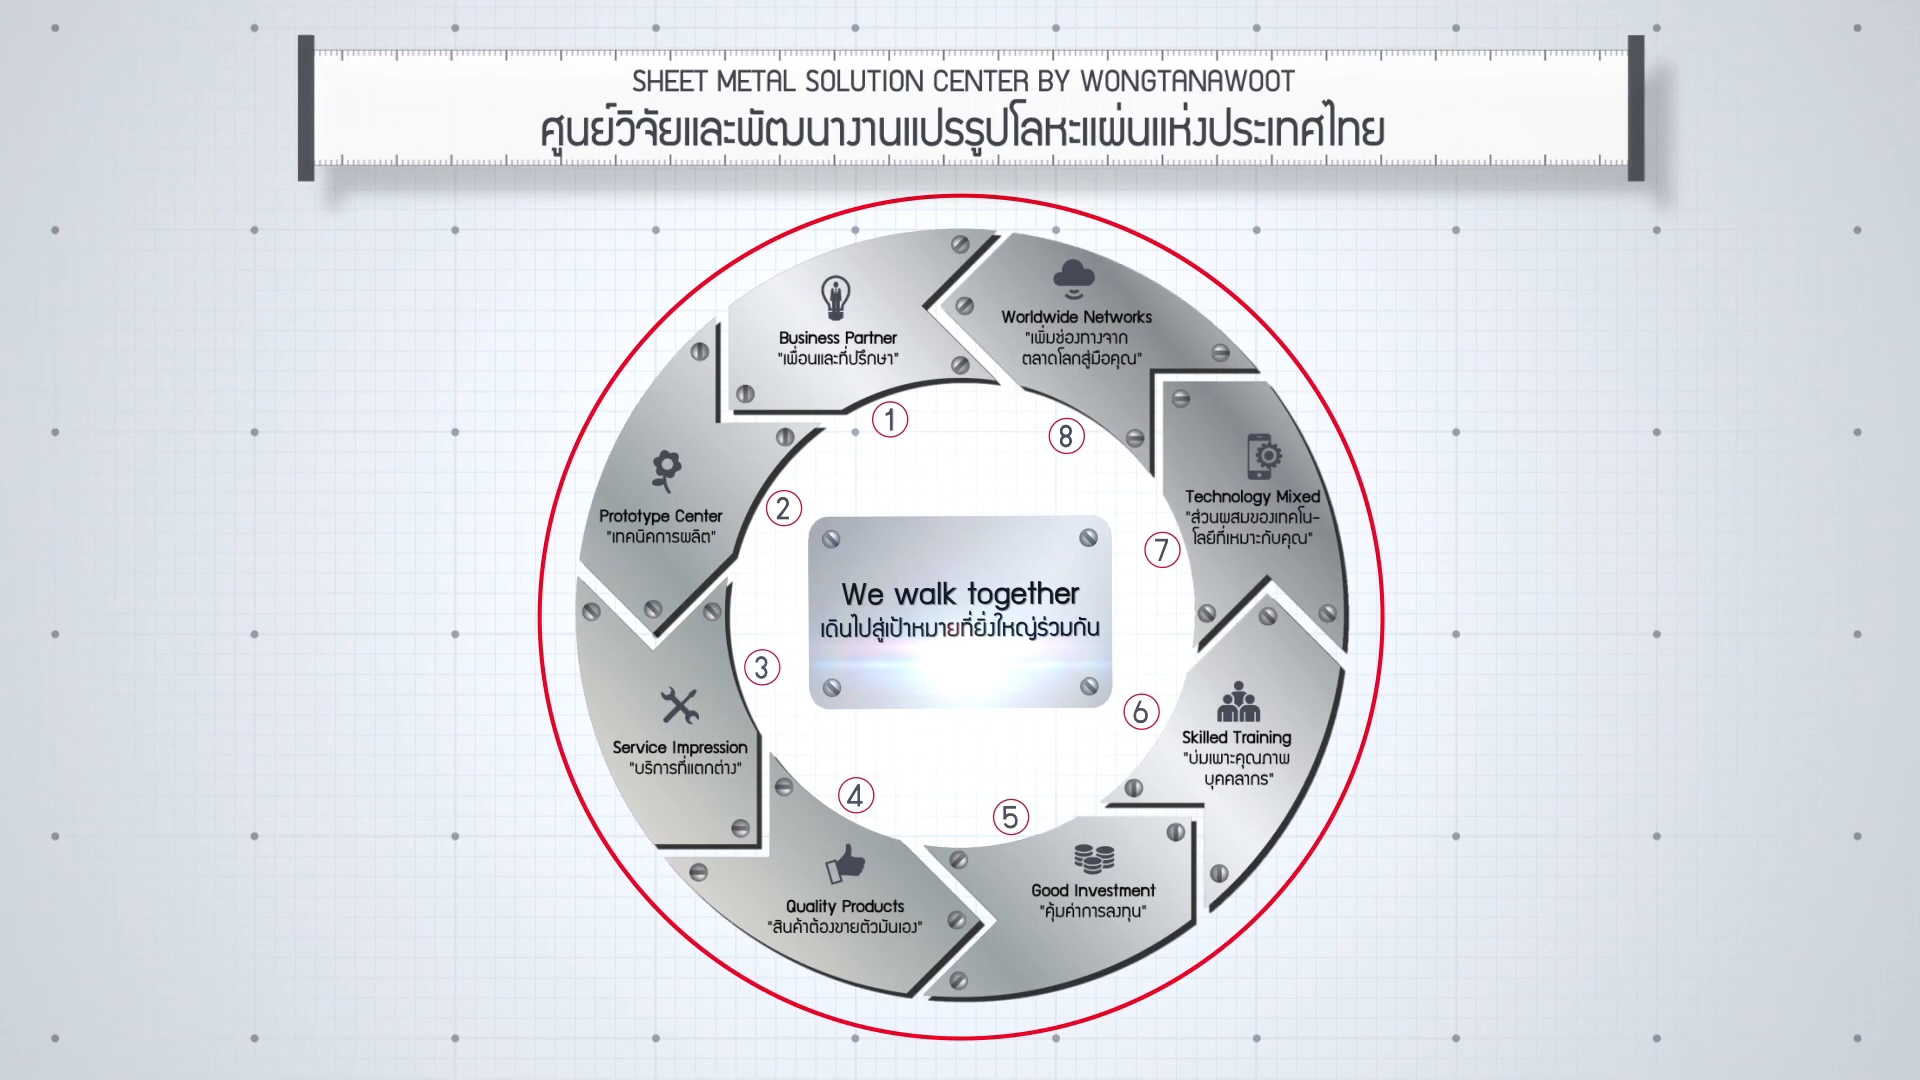 SHEET METAL SOLUTION CENTER BY WONGTANAWOOT
ศูนย์วิจัยและพัฒนางานแปรรูปโลหะแผ่นแห่งประเทศไทย
Business Partner
"เพื่อนและที่ปรึกษา"
1
Prototype Center
"เทคนิคการผลิต"
2
Service Impression
"บริการที่แตกต่าง"
3
Quality Products
"สินค้าต้องขายตัวมันเอง"
4
Good Investment
"คุ้มค่าการลงทุน"
5
Skilled Training
"บ่มเพาะคุณภาพ
บุคคลากร"
6
Technology Mixed
"ส่วนผสมของเทคโน-
โลยีที่เหมาะกับคุณ"
7
Worldwide Networks
"เพิ่มช่องทางจาก
ตลาดโลกสู่มือคุณ"
8
We walk together
เดินไปสู่เป้าหมายที่ยิ่งใหญ่ร่วมกัน